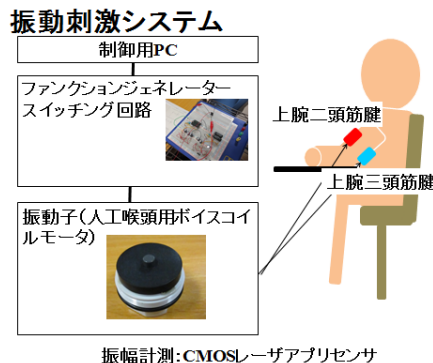 振動刺激システム
制御用PC
ファンクションジェネレーター
スイッチング回路
上腕二頭筋腱
上腕三頭筋腱
振動子(人工喉頭用ボイスコイ
ルモータ)
振幅計測:CMOSレーザアプリセンサ